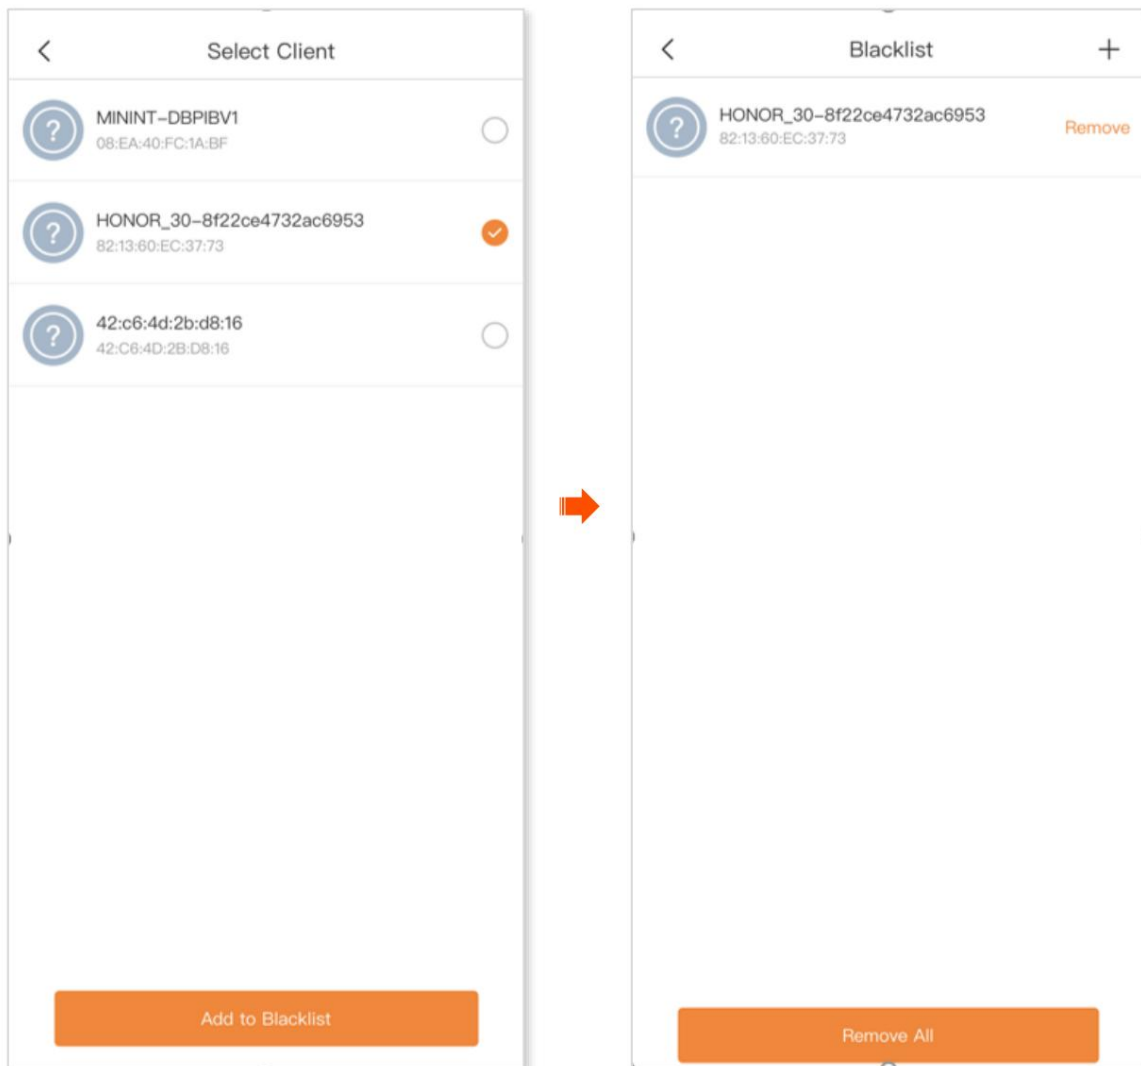 Select Client
MININT-DBPIBV1
08:EA:40:FC:1A:BF
HONOR_30-8f22ce4732ac6953
82:13:60:EC:37:73
42:c6:4d:2b:d8:16
42:C6:4D:2B:D8:16
Add to Blacklist
Blacklist
HONOR_30-8f22ce4732ac6953
82:13:60:EC:37:73
Remove
Remove All